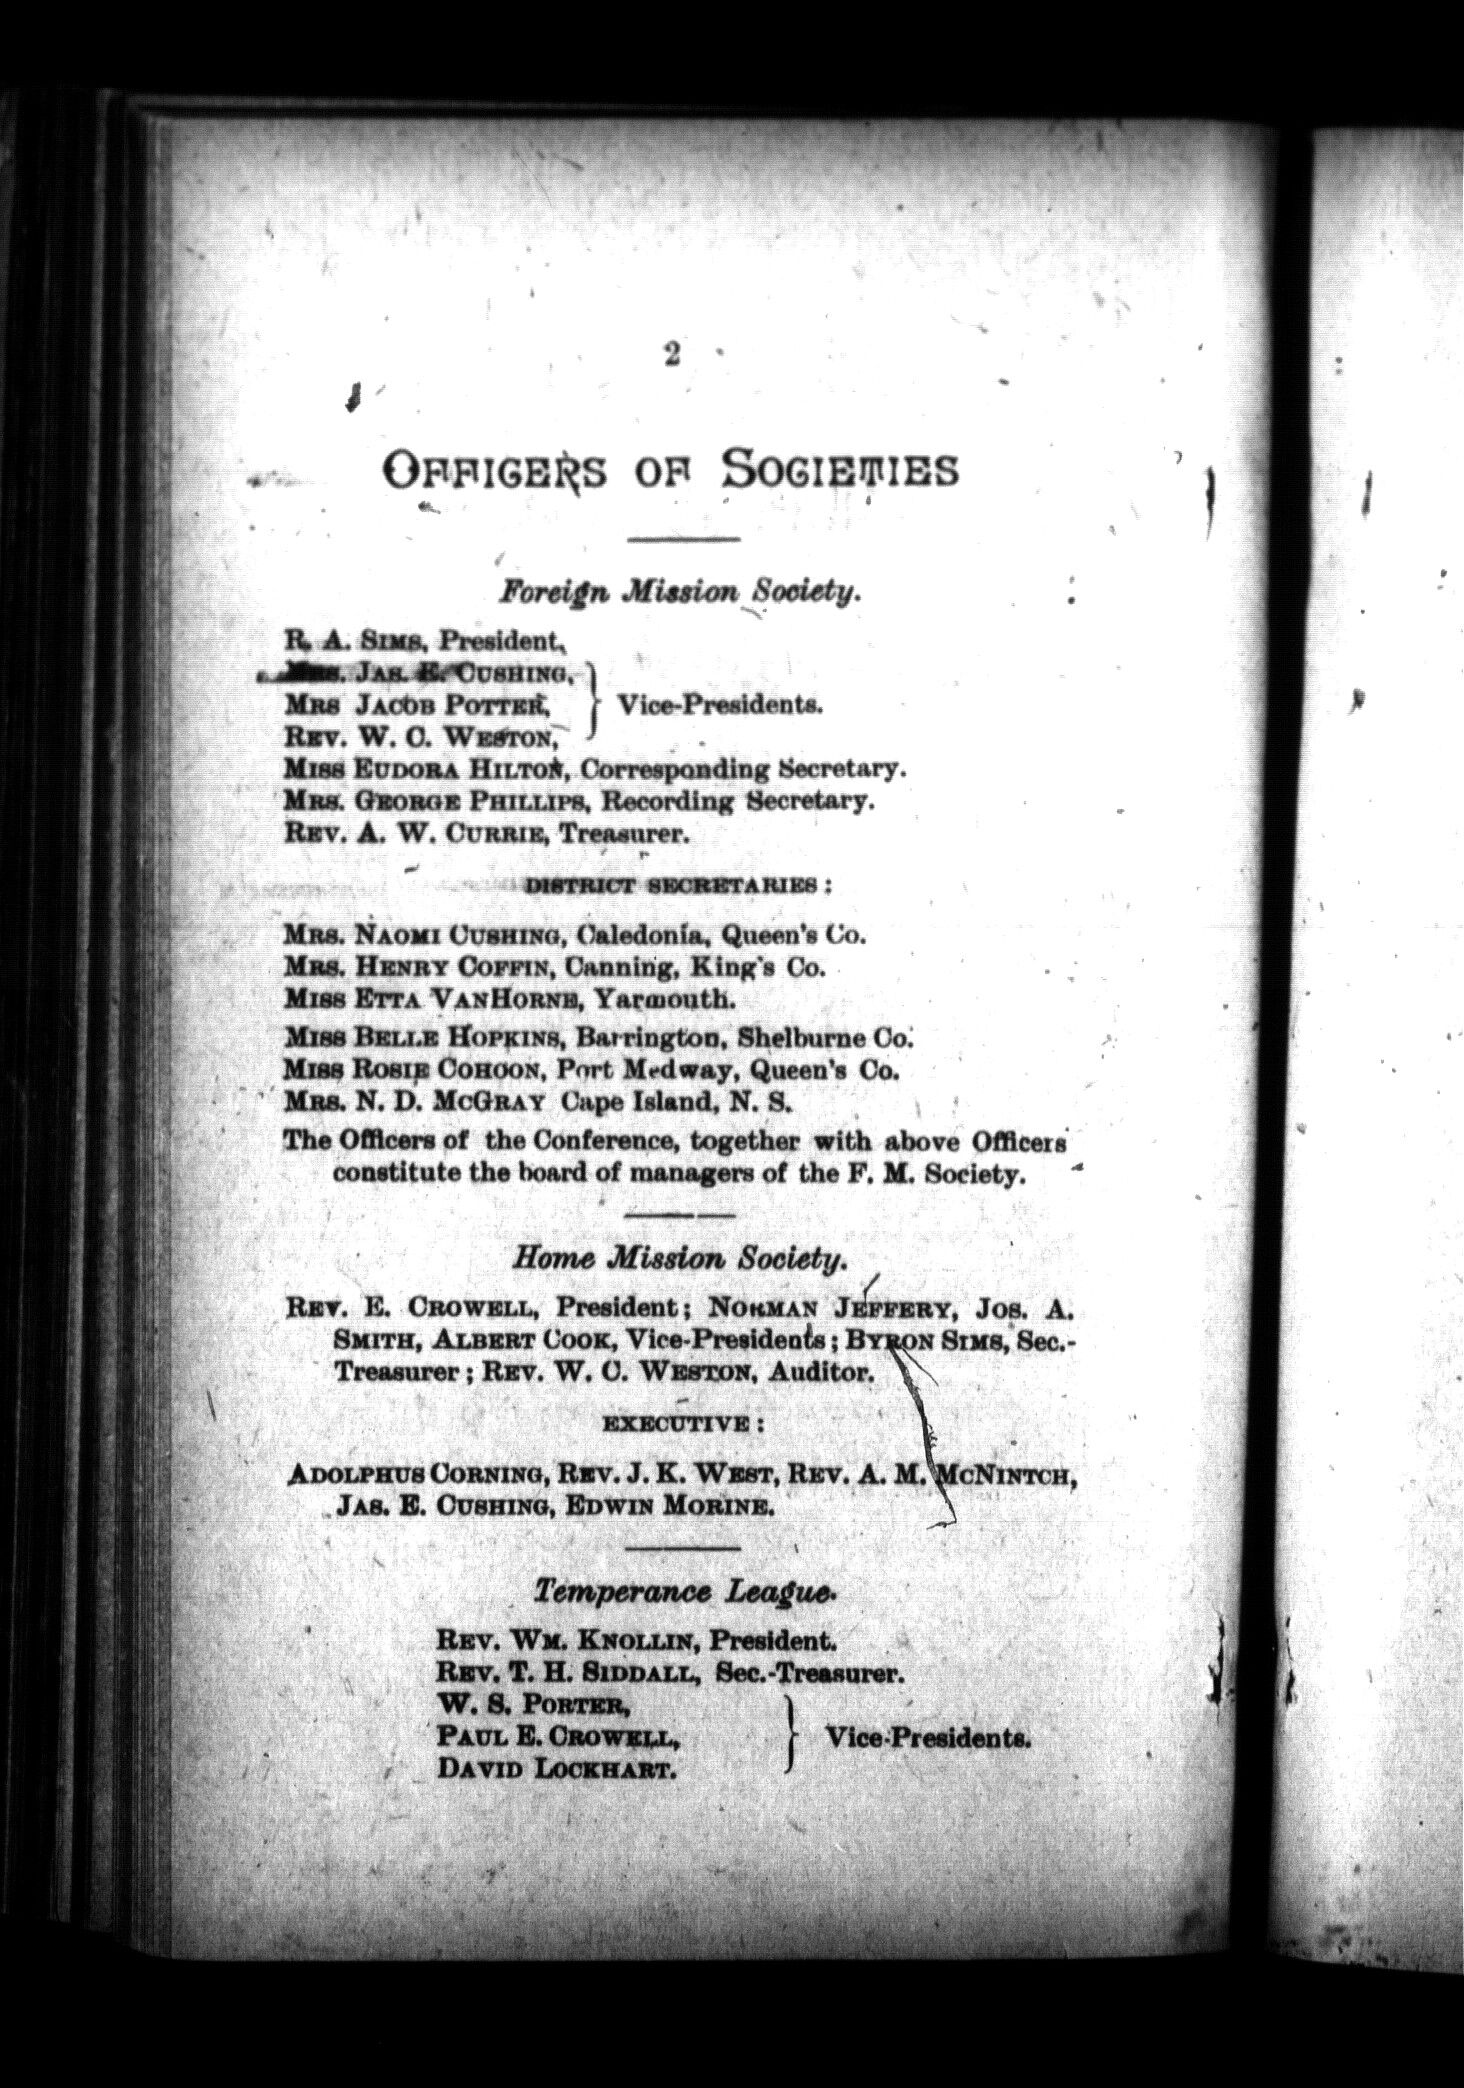 2
OFFICERS OF SOCIETIES
Foreign Mission Society.
R. A. SIMS, President,
MRS. JAS. E. CUSHING,
MRS JACOB POTTER, } Vice-Presidents.
REV. W. C. WESTON,
MISS EUDORA HILTON, Corresponding Secretary.
MRS. GEORGE PHILLIPS, Recording Secretary.
REV. A. W. CURRIE, Treasurer.
DISTRICT SECRETARIES:
MRS. NAOMI CUSHING, Caledonia, Queen's Co.
MRS. HENRY COFFIN, Canning, King's Co.
MISS ETTA VANHORNE, Yarmouth.
MISS BELLE HOPKINS, Barrington, Shelburne Co.
MISS ROSIE COHOON, Port Medway, Queen's Co.
MRS. N. D. MCGRAY Cape Island, N. S.
The Officers of the Conference, together with above Officers
constitute the board of managers of the F. M. Society.
Home Mission Society.
REV. E. CROWELL, President; NORMAN JEFFERY, JOS. A.
SMITH, ALBERT COOK, Vice-Presidents; BYRON SIMS, Sec.-
Treasurer; REV. W. C. WESTON, Auditor.
EXECUTIVE:
ADOLPHUS CORNING, REV. J. K. WEST, REV. A. M. MCNINTCH,
JAS. E. CUSHING, EDWIN MORINE.
Temperance League.
REV. WM. KNOLLIN, President.
REV. T. H. SIDDALL, Sec.-Treasurer.
W. S. PORTER,
PAUL E. CROWELL, } Vice-Presidents.
DAVID LOCKHART.